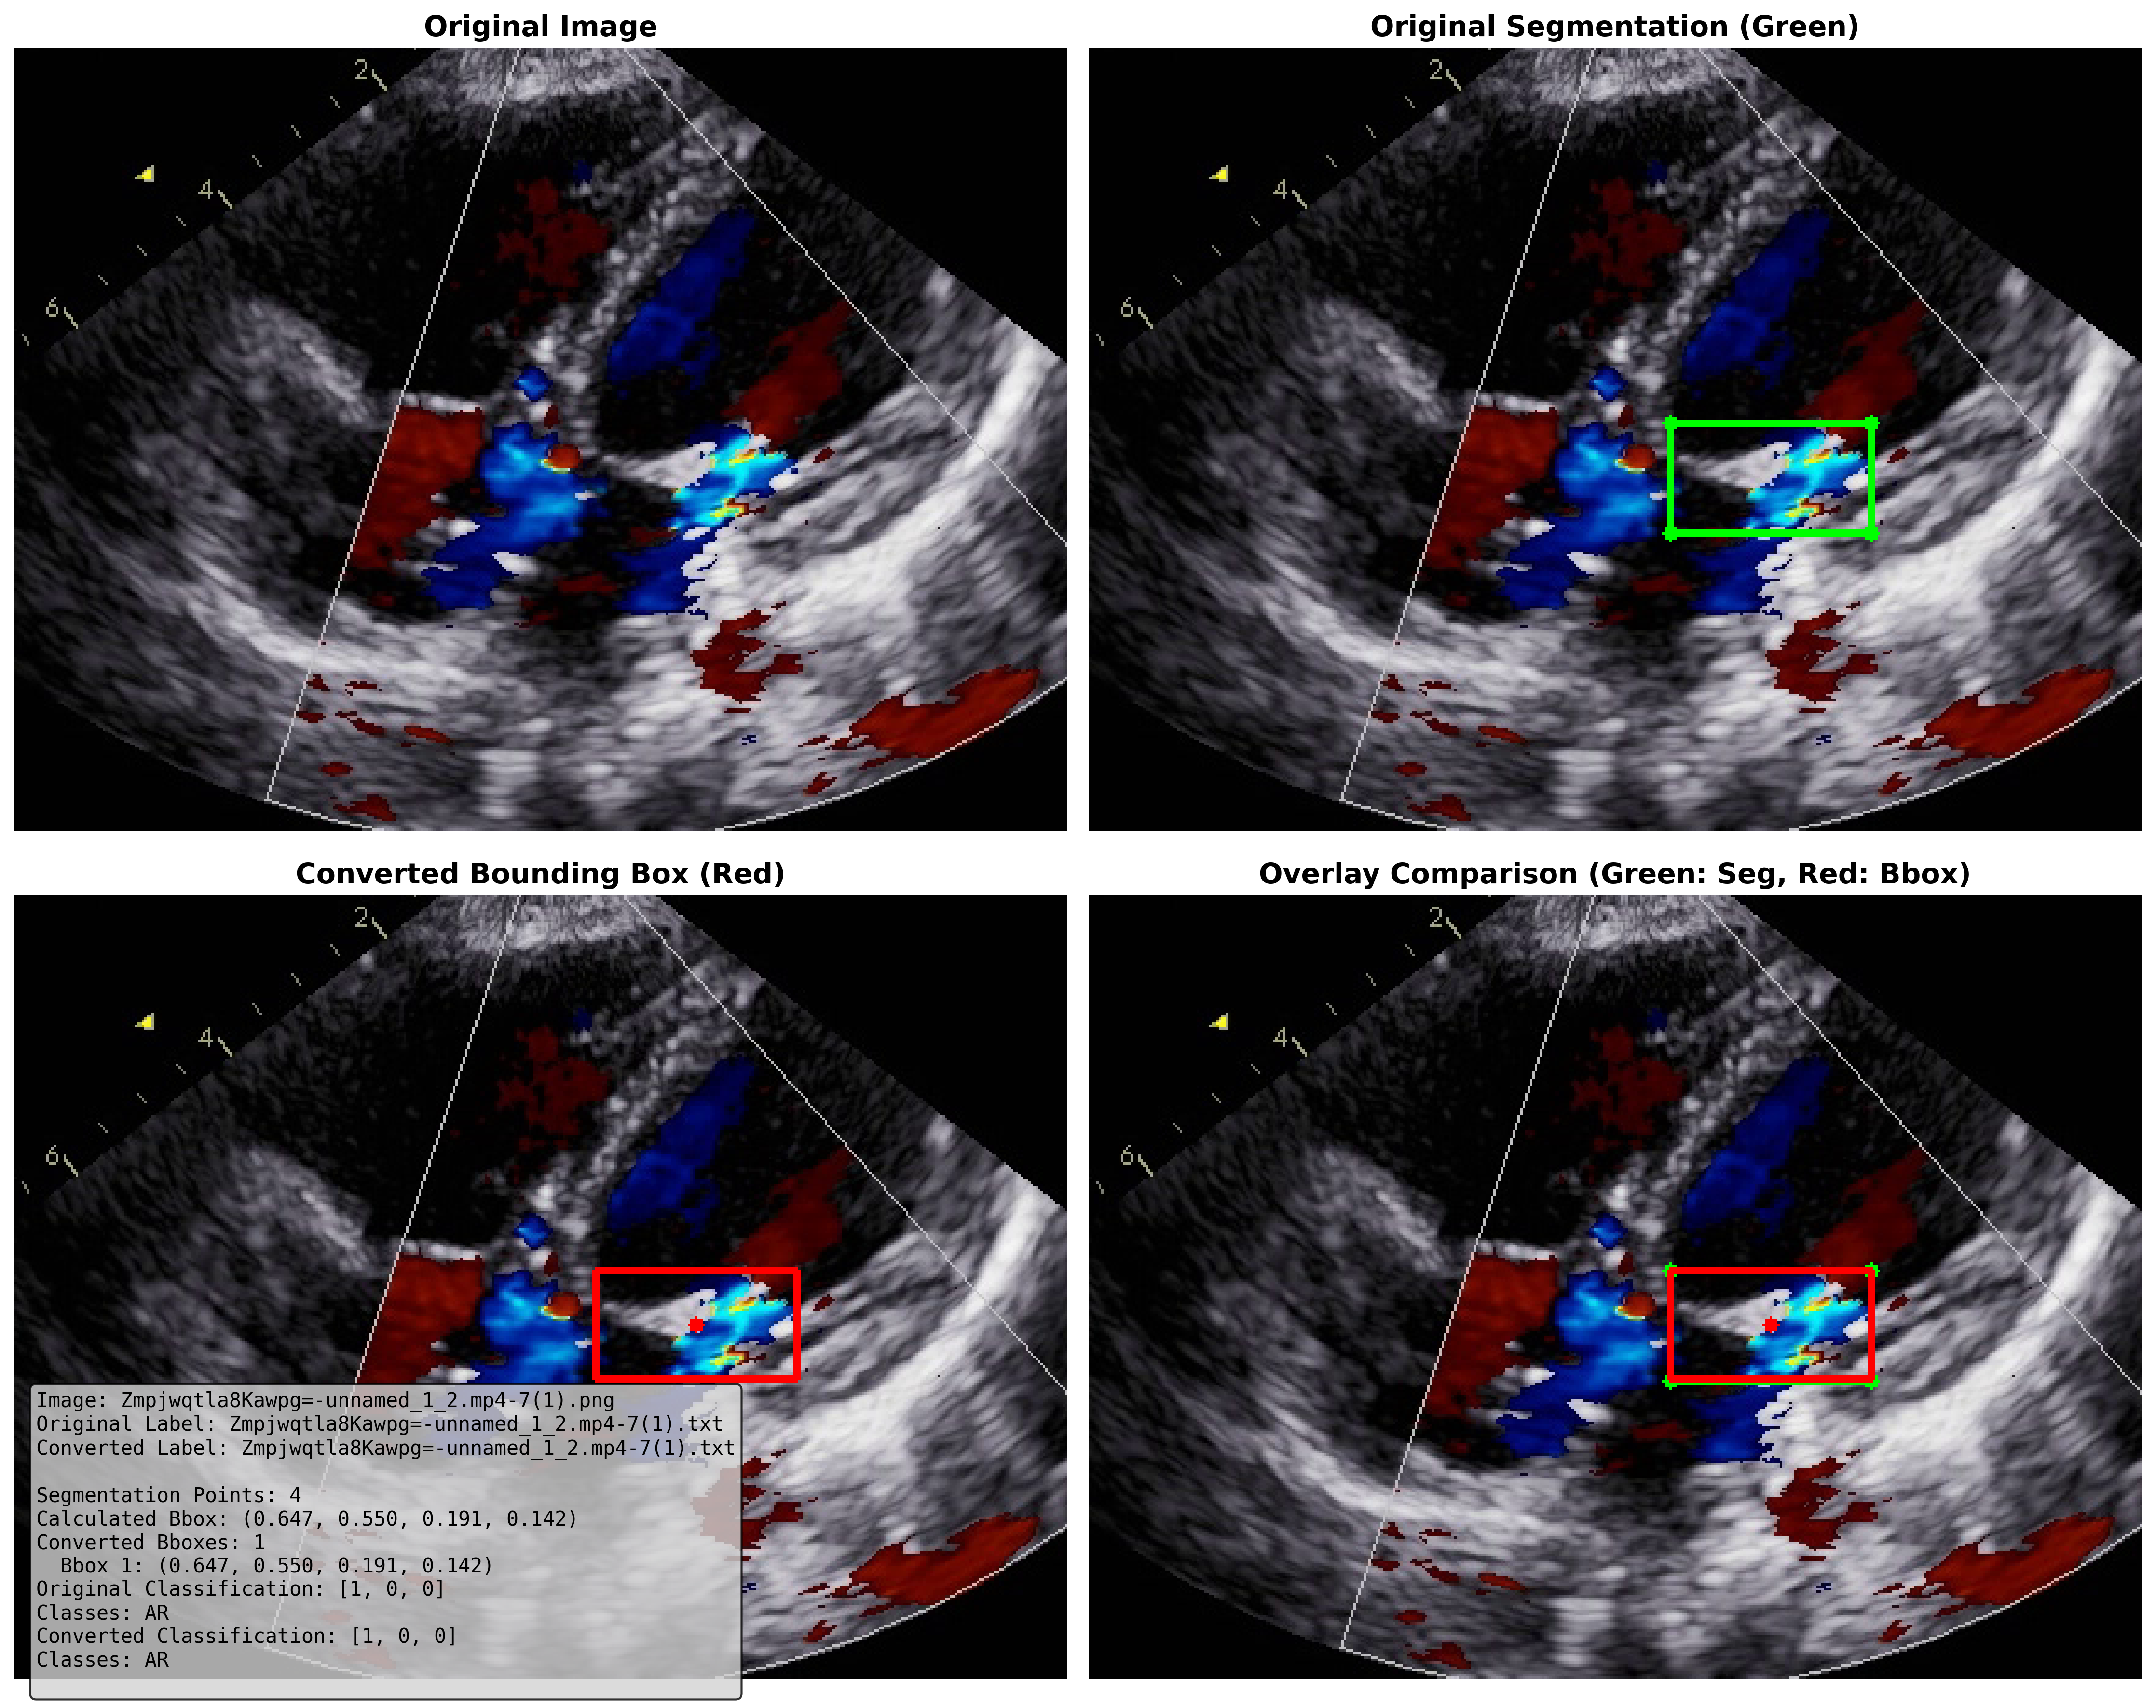 Original Image
Original Segmentation (Green)
2
4
6
2
4
6
Converted Bounding Box (Red)
Overlay Comparison (Green: Seg, Red: Bbox)
2
4
6
2
4
6
Image: Zmpjwqtla8Kawpg=-unnamed_1_2.mp4-7(1).png
Original Label: Zmpjwqtla8Kawpg=-unnamed_1_2.mp4-7(1).txt
Converted Label: Zmpjwqtla8Kawpg=-unnamed_1_2.mp4-7(1).txt
Segmentation Points: 4
Calculated Bbox: (0.647, 0.550, 0.191, 0.142)
Converted Bboxes: 1
Bbox 1: (0.647, 0.550, 0.191, 0.142)
Original Classification: [1, 0, 0]
Classes: AR
Converted Classification: [1, 0, 0]
Classes: AR